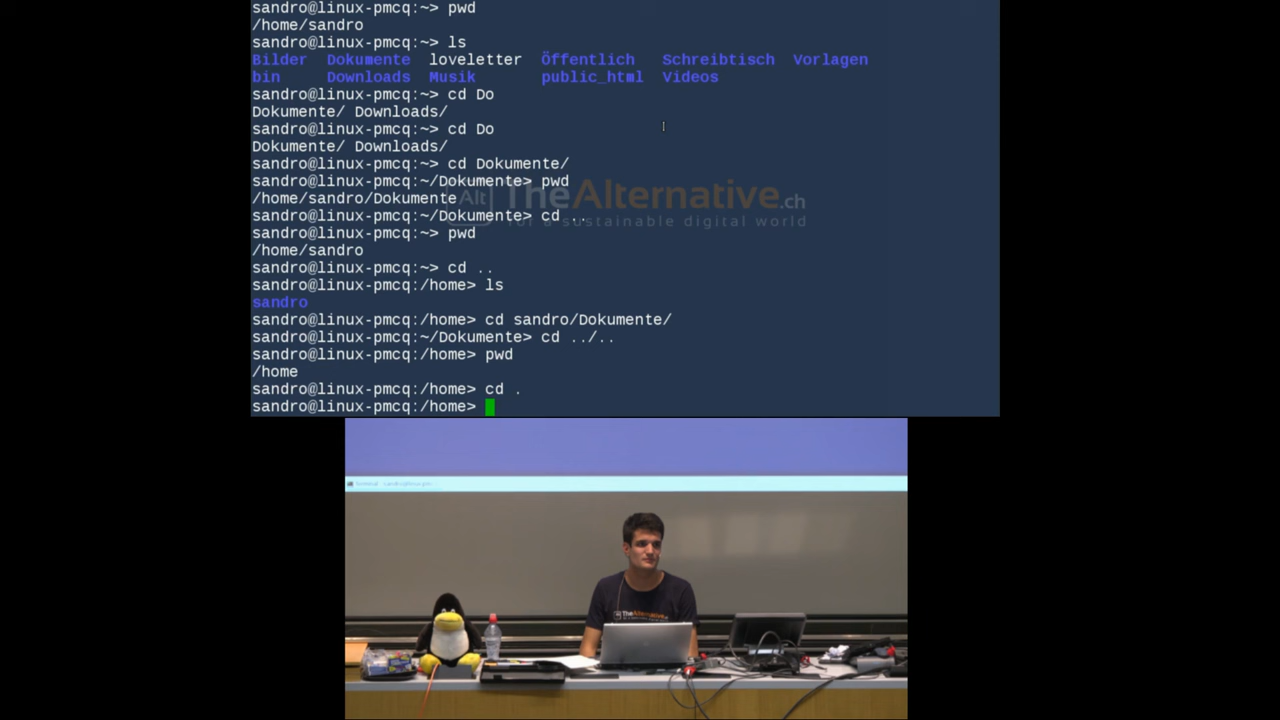 sandro@linux-pmcq:~> pwd
/home/sandro
sandro@linux-pmcq:~> ls
Bilder Dokumente loveletter Öffentlich Schreibtisch Vorlagen
bin Downloads Musik public_html Videos
sandro@linux-pmcq:~> cd Do
Dokumente/ Downloads/
sandro@linux-pmcq:~> cd Do
Dokumente/ Downloads/
sandro@linux-pmcq:~> cd Dokumente/
sandro@linux-pmcq:~/Dokumente> pwd
/home/sandro/Dokumente
sandro@linux-pmcq:~/Dokumente> cd ..
sandro@linux-pmcq:~> pwd
/home/sandro
sandro@linux-pmcq:~> cd ..
sandro@linux-pmcq:/home> ls
sandro
sandro@linux-pmcq:/home> cd sandro/Dokumente/
sandro@linux-pmcq:~/Dokumente> cd ../..
sandro@linux-pmcq:/home> pwd
/home
sandro@linux-pmcq:/home> cd .
sandro@linux-pmcq:/home>
Alt TheAlternative.ch
for a sustainable digital world
TheAlternative.ch